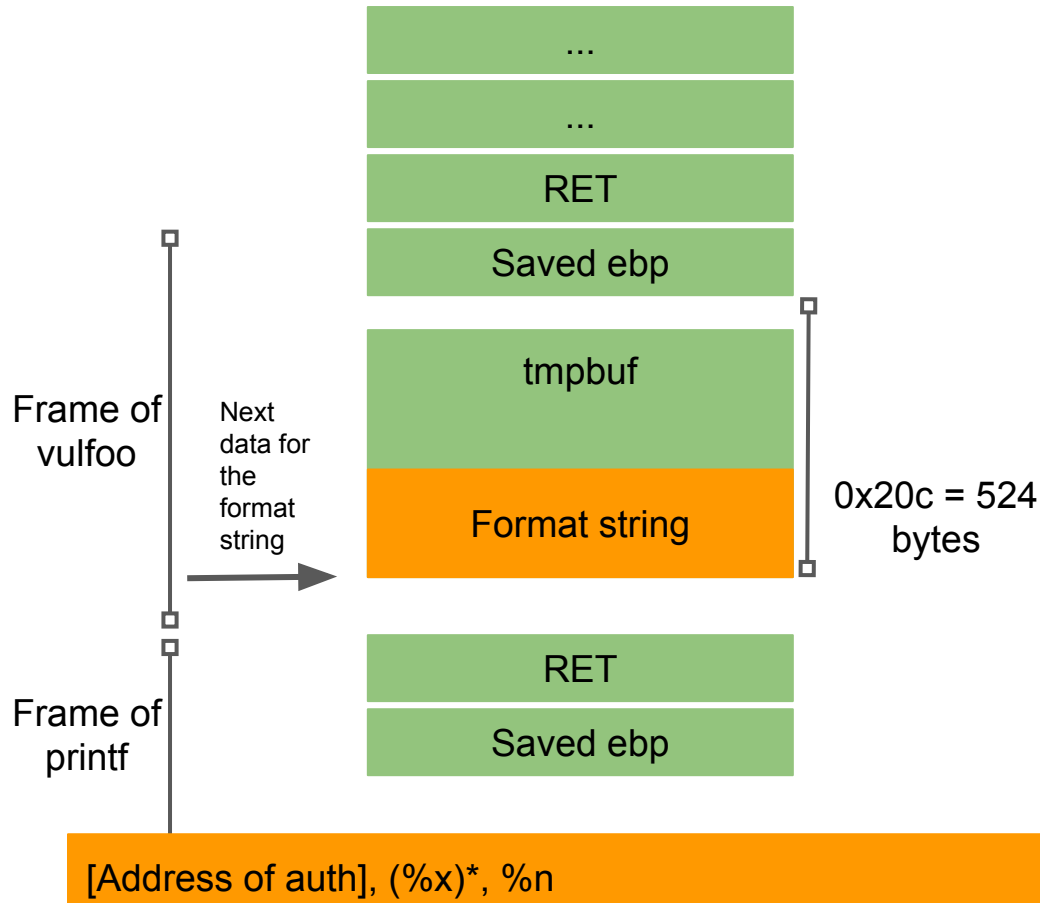 ...
...
RET
Saved ebp
tmpbuf
Frame of
vulfoo
Next
data for
the
format
string
Format string
0x20c = 524
bytes
RET
Frame of
printf
Saved ebp
[Address of auth], (%x)*, %n